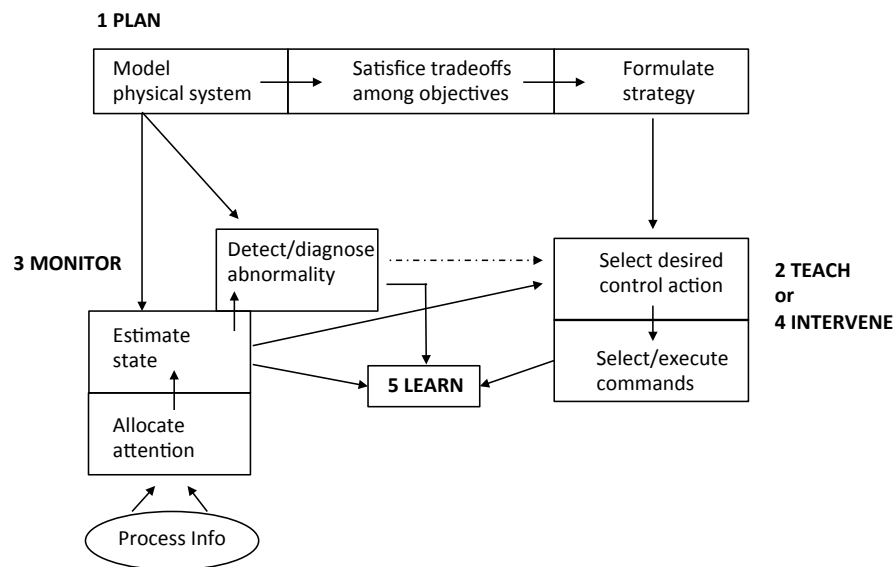 1 PLAN
Model
physical system
Satisfice tradeoffs
among objectives
Formulate
strategy
3 MONITOR
Detect/diagnose
abnormality
Select desired
control action
2 TEACH
or
4 INTERVENE
Estimate
state
5 LEARN
Select/execute
commands
Allocate
attention
Process Info